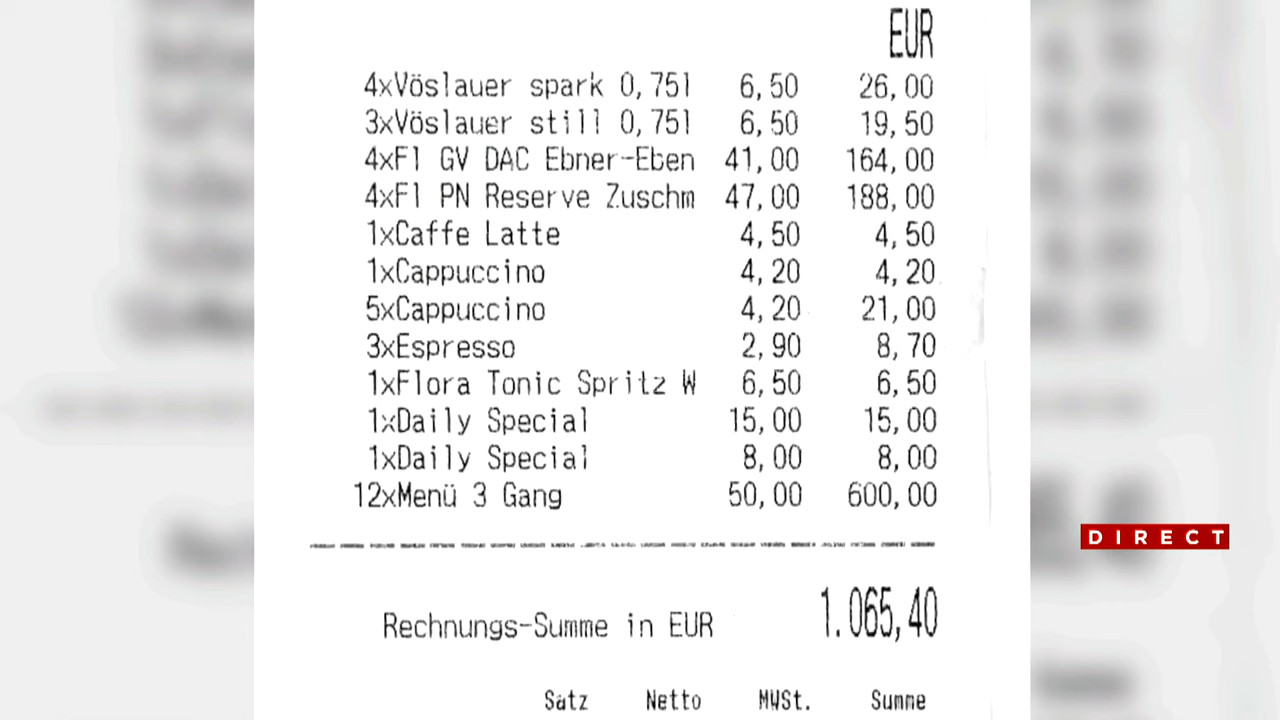 EUR
4xVöslauer spark 0,75l 6,50 26,00
3xVöslauer still 0,75l 6,50 19,50
4xFl GV DAC Ebner-Eben 41,00 164,00
4xFl PN Reserve Zuschm 47,00 188,00
1xCaffe Latte 4,50 4,50
1xCappuccino 4,20 4,20
5xCappuccino 4,20 21,00
3xEspresso 2,90 8,70
1xFlora Tonic Spritz W 6,50 6,50
1xDaily Special 15,00 15,00
1xDaily Special 8,00 8,00
12xMenü 3 Gang 50,00 600,00
DIRECT
Rechnungs-Summe in EUR 1.065,40
Satz Netto MWSt. Summe